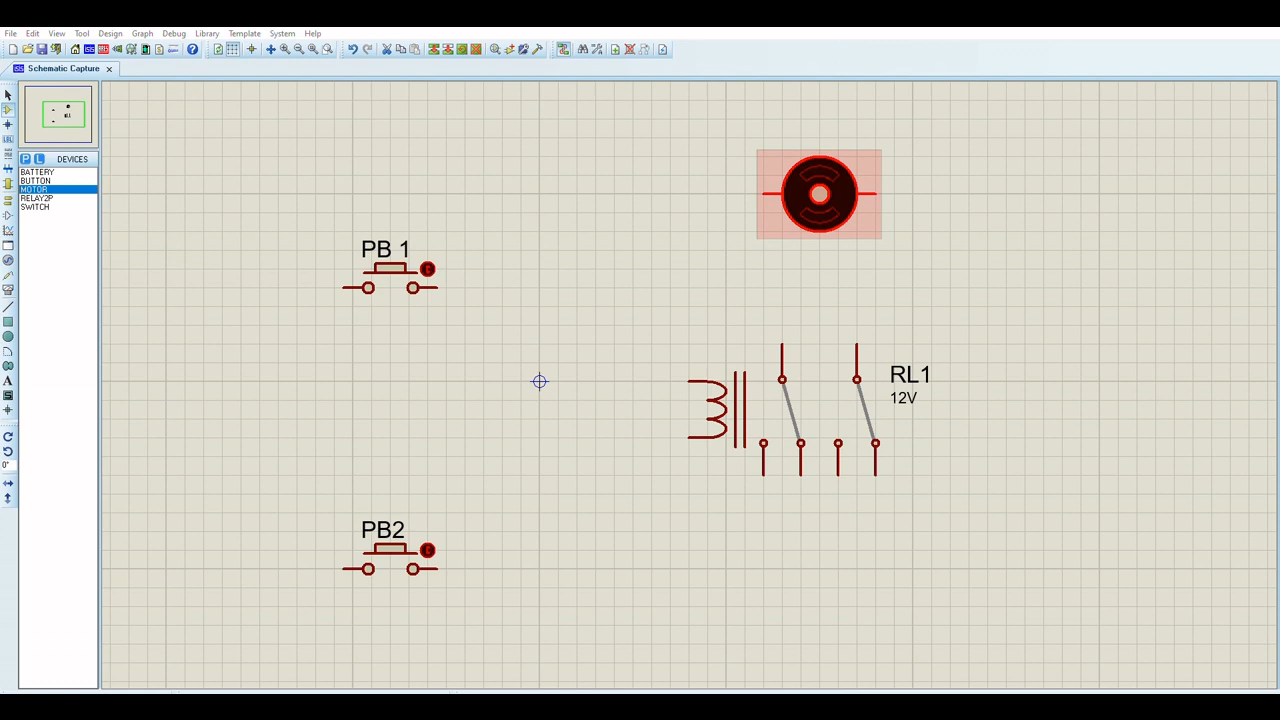 File Edit View Tool Design Graph Debug Library Template System Help
Schematic Capture
P L DEVICES
BATTERY
BUTTON
MOTOR
RELAY2P
SWITCH
0°
PB 1
RL1
12V
PB2